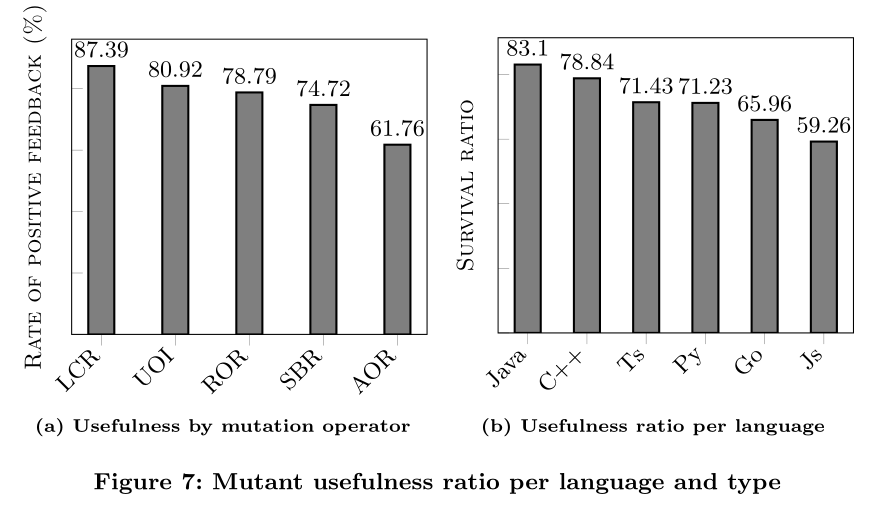 RATE OF POSITIVE FEEDBACK (%)
87.39
80.92
78.79
74.72
61.76
LCR
UOI
ROR
SBR
AOR
(a) Usefulness by mutation operator
SURVIVAL RATIO
83.1
78.84
71.43
71.23
65.96
59.26
Java
C++
Ts
Py
Go
Js
(b) Usefulness ratio per language
Figure 7: Mutant usefulness ratio per language and type